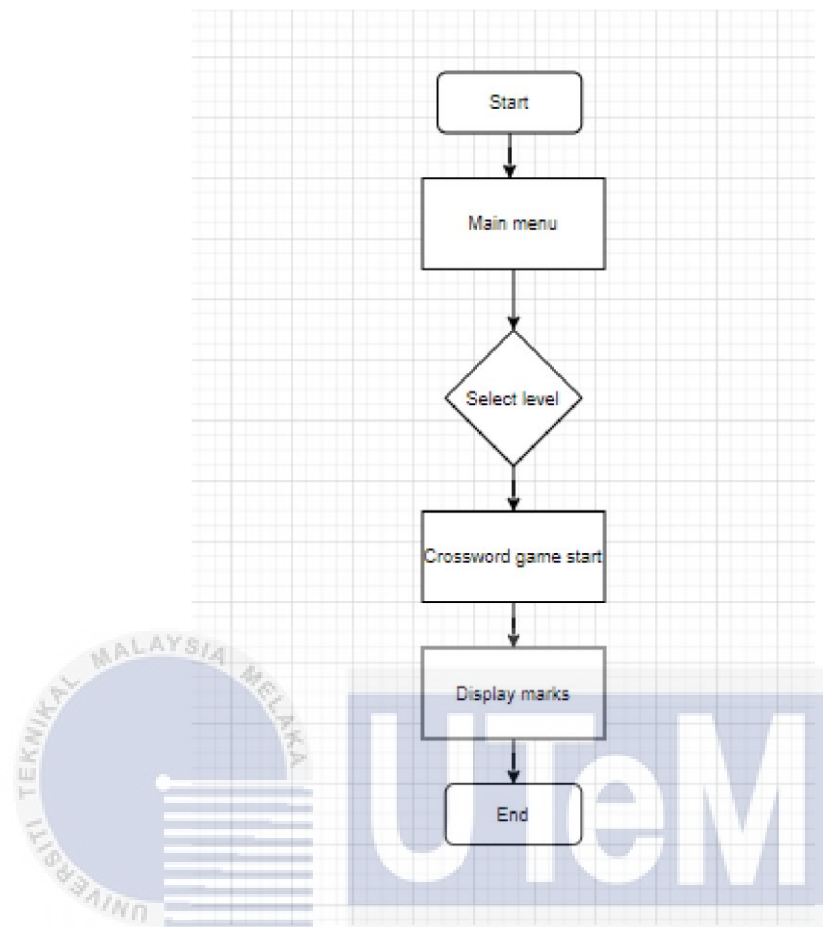 Start
Main menu
Select level
Crossword game start
Display marks
End
UNIVERSITI TEKNIKAL MALAYSIA MELAKA
UTeM